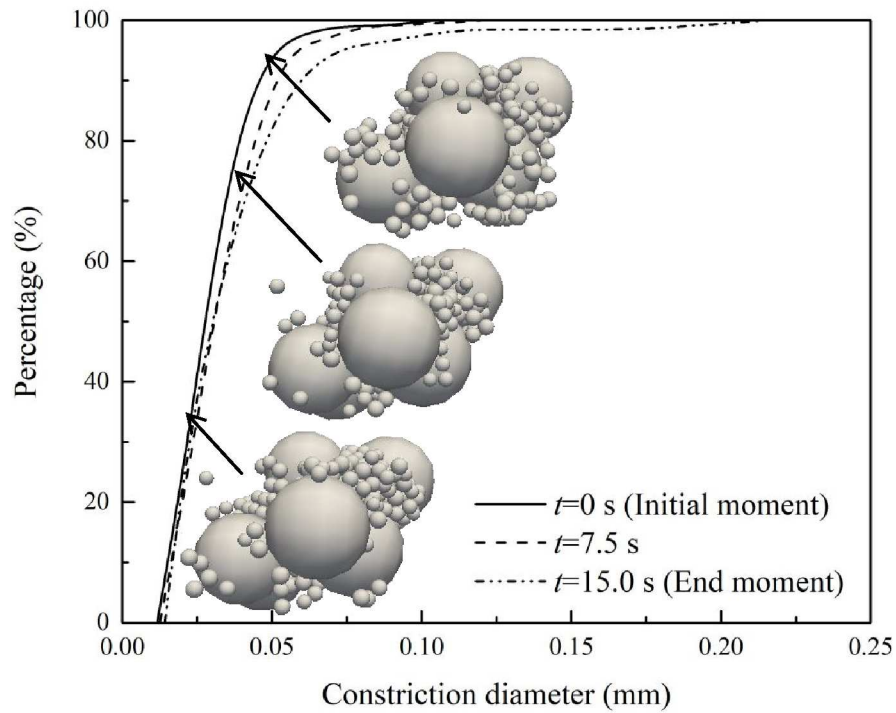 100
80
60
40
20
0
Percentage (%)
t=0 s (Initial moment)
t=7.5 s
t=15.0 s (End moment)
0.00 0.05 0.10 0.15 0.20 0.25
Constriction diameter (mm)